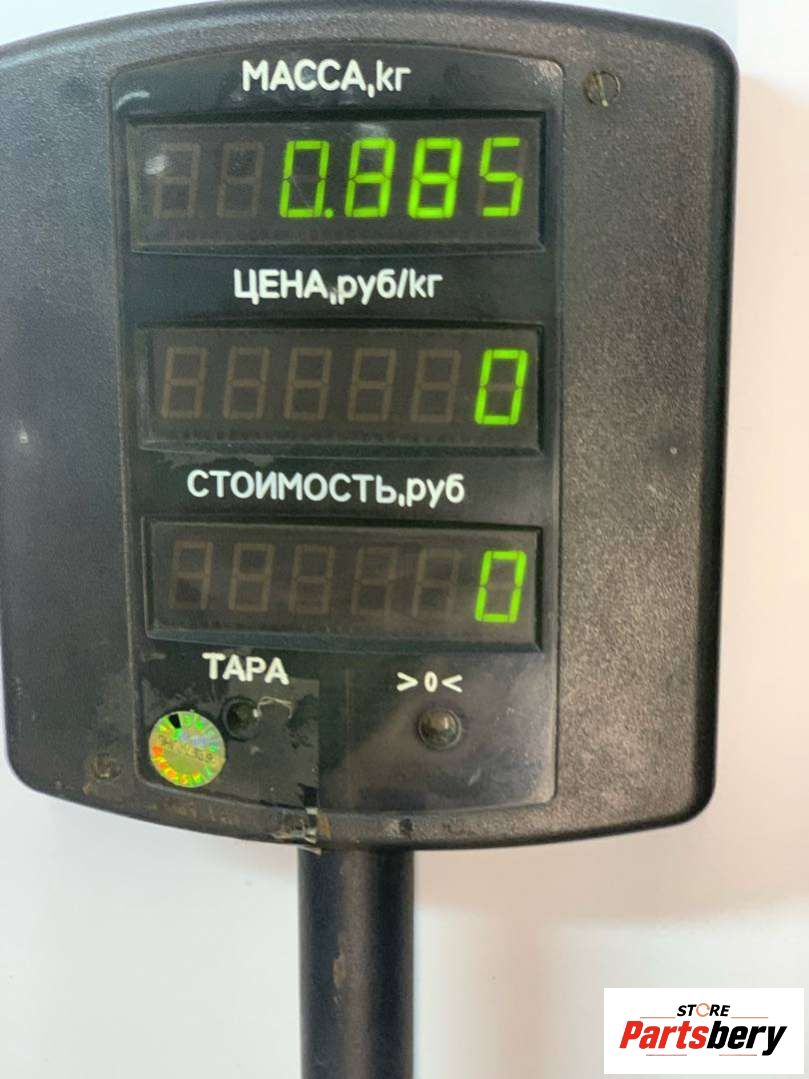 МАССА,кг
0.885
ЦЕНА,руб/кг
0
СТОИМОСТЬ,руб
0
ТАРА
>0<
STORE
Partsbery